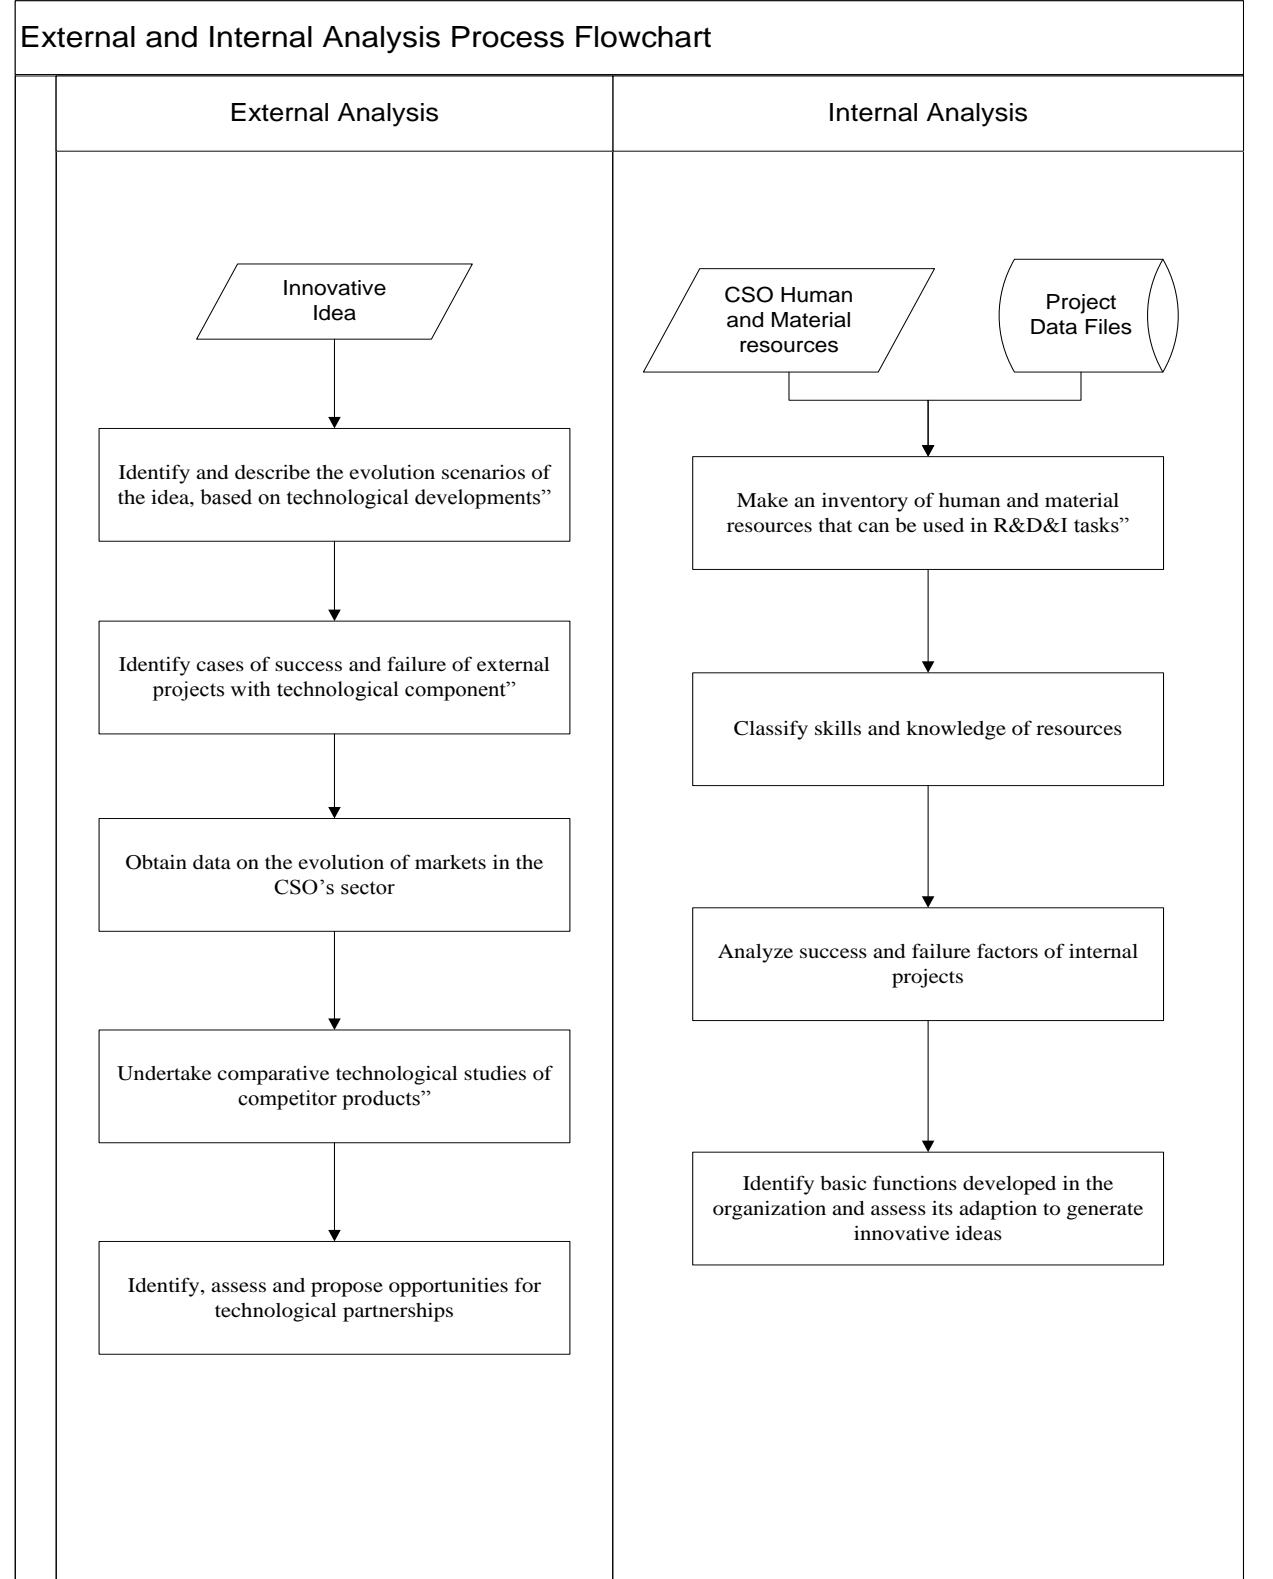 External and Internal Analysis Process Flowchart
External Analysis
Internal Analysis
Innovative
Idea
Identify and describe the evolution scenarios of
the idea, based on technological developments”
Identify cases of success and failure of external
projects with technological component”
Obtain data on the evolution of markets in the
CSO’s sector
Undertake comparative technological studies of
competitor products”
Identify, assess and propose opportunities for
technological partnerships
CSO Human
and Material
resources
Project
Data Files
Make an inventory of human and material
resources that can be used in R&D&I tasks”
Classify skills and knowledge of resources
Analyze success and failure factors of internal
projects
Identify basic functions developed in the
organization and assess its adaption to generate
innovative ideas